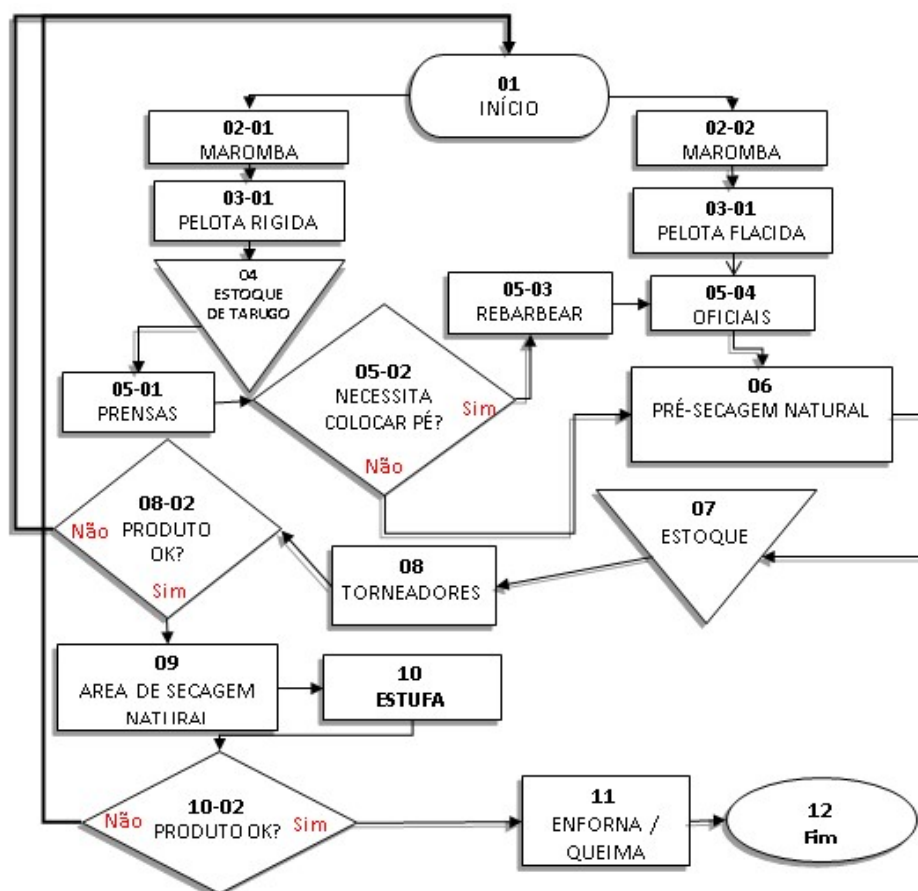 01
INÍCIO
02-01
MAROMBA
02-02
MAROMBA
03-01
PELOTA RIGIDA
03-01
PELOTA FLACIDA
04
ESTOQUE
DE TARUGO
05-03
REBARBEAR
05-04
OFICIAIS
05-01
PRENSAS
05-02
NECESSITA
COLOCAR PÉ?
Sim
Não
06
PRÉ-SECAGEM NATURAL
07
ESTOQUE
08
TORNEADORES
08-02
Não
PRODUTO
OK?
Sim
09
AREA DE SECAGEM
NATURAL
10
ESTUFA
10-02
Não
PRODUTO OK?
Sim
11
ENFORNA /
QUEIMA
12
Fim